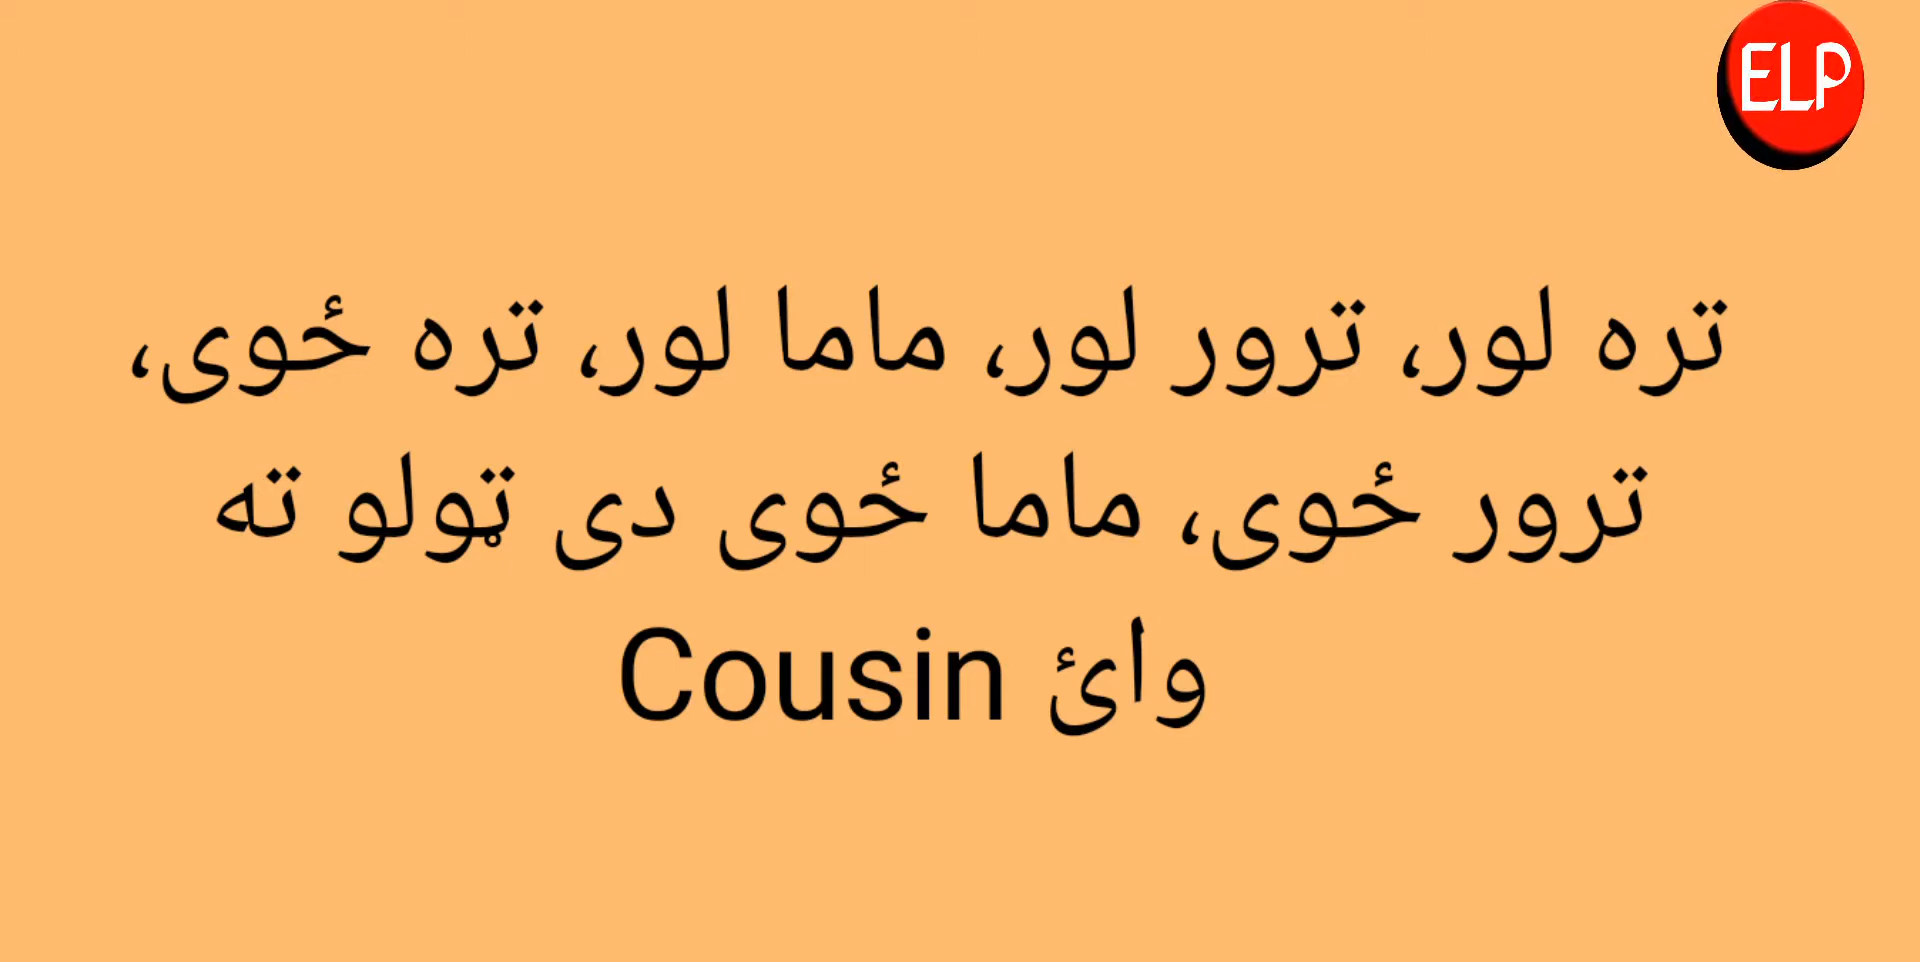 ELP
تره لور، ترور لور، ماما لور، تره ځوی،
ترور ځوی، ماما ځوی دی ټولو ته
وائ Cousin